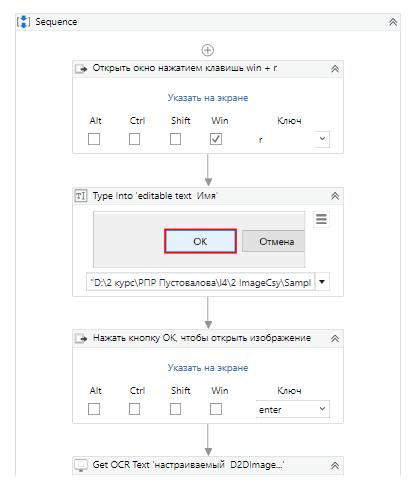 Sequence
Открыть окно нажатием клавишь win + r
Указать на экране
Alt Ctrl Shift Win Ключ
r
Type Into 'editable text Имя'
OK Отмена
"D:\2 курс\РПР Пустовалова\l4\2 ImageCsy\Sampl
Нажать кнопку ОК, чтобы открыть изображение
Указать на экране
Alt Ctrl Shift Win Ключ
enter
Get OCR Text 'настраиваемый D2DImage...'